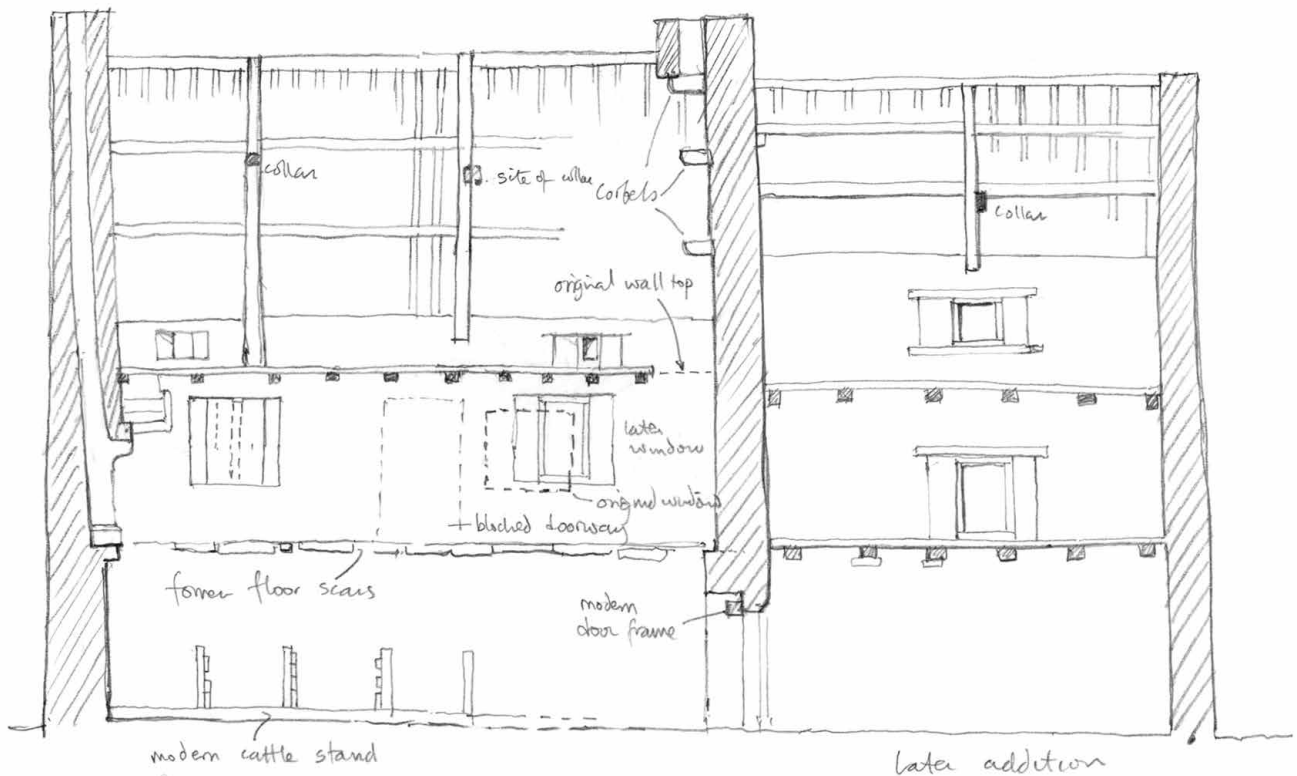 collar
site of collar
corbels
collar
original wall top
later
window
original window
blocked doorway
former floor scars
modern
door frame
modern cattle stand
later addition